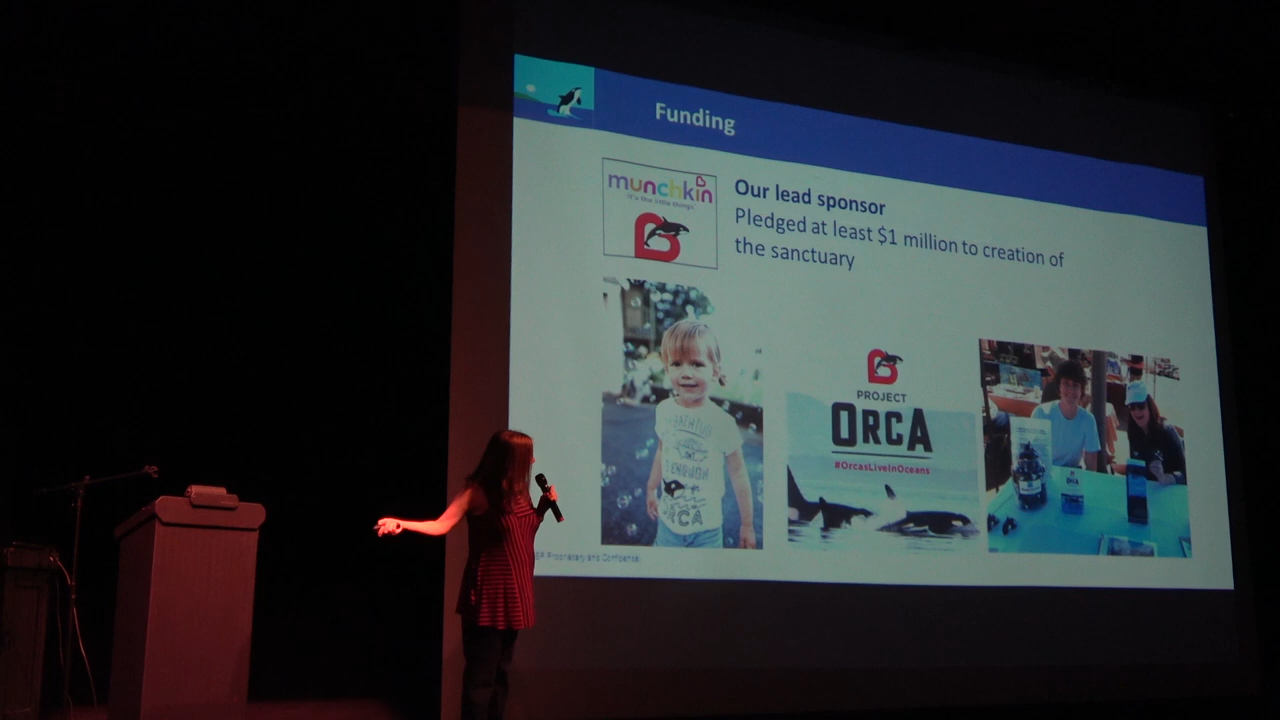 Funding
munchkin
it's the little things
Our lead sponsor
Pledged at least $1 million to creation of
the sanctuary
PROJECT
ORCA
#OrcasLiveInOceans
ORCA
Proprietary and Confidential